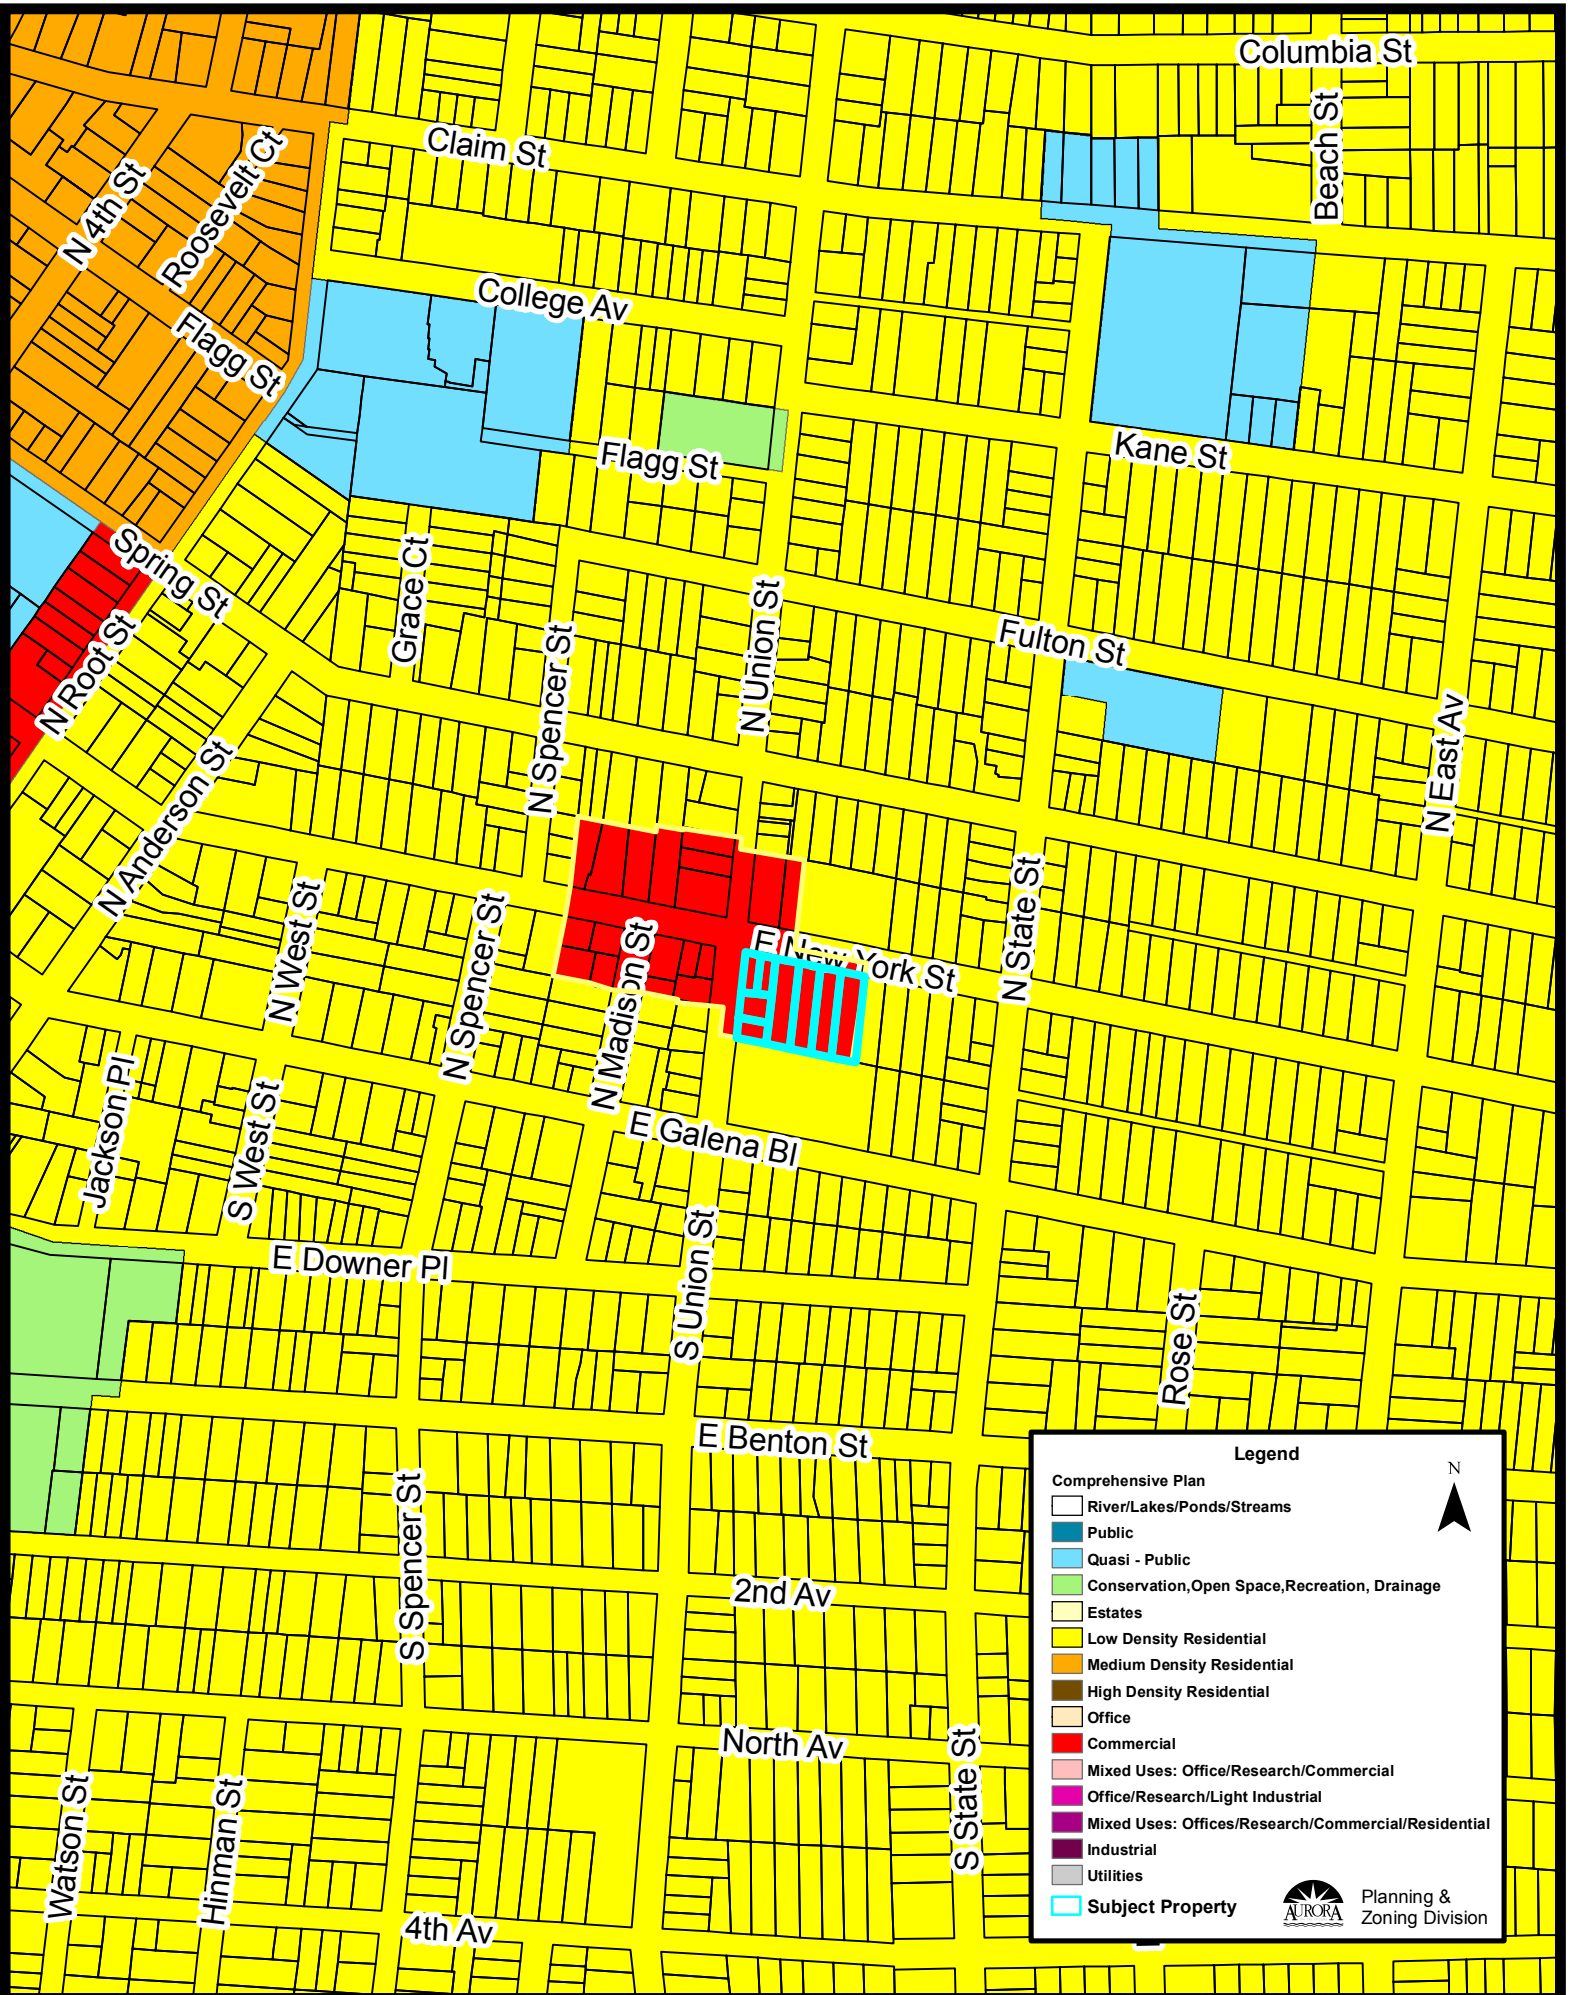 Columbia St
Beach St
Claim St
N 4th St
Roosevelt Ct
College Av
Flagg St
Flagg St
Kane St
Spring St
Grace Ct
N Root St
N Spencer St
N Union St
Fulton St
N East Av
N Anderson St
N West St
N Spencer St
N Madison St
E New York St
N State St
Jackson Pl
S West St
E Galena Bl
E Downer Pl
S Union St
Rose St
E Benton St
S Spencer St
2nd Av
North Av
S State St
Watson St
Hinman St
4th Av
Legend
N
Comprehensive Plan
River/Lakes/Ponds/Streams
Public
Quasi - Public
Conservation,Open Space,Recreation, Drainage
Estates
Low Density Residential
Medium Density Residential
High Density Residential
Office
Commercial
Mixed Uses: Office/Research/Commercial
Office/Research/Light Industrial
Mixed Uses: Offices/Research/Commercial/Residential
Industrial
Utilities
Subject Property
AURORA
Planning &
Zoning Division